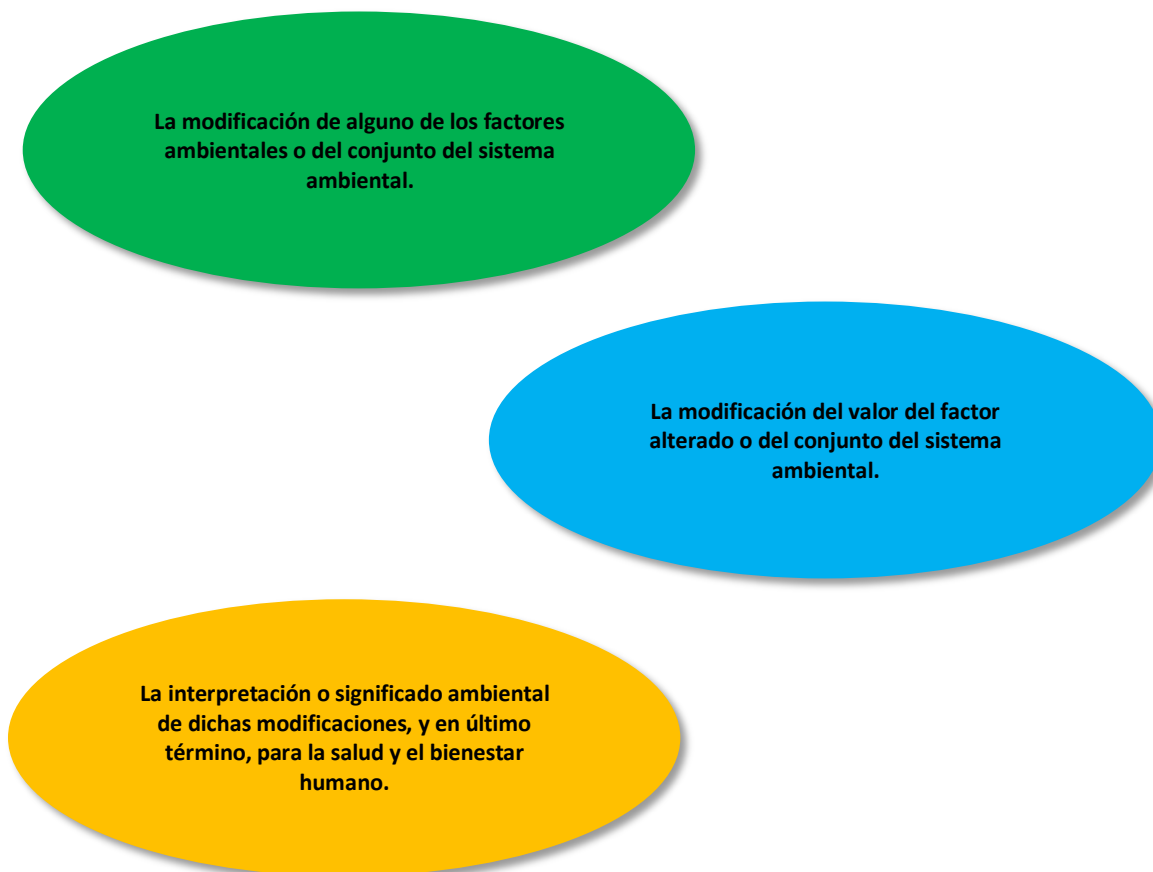 La modificación de alguno de los factores
ambientales o del conjunto del sistema
ambiental.
La modificación del valor del factor
alterado o del conjunto del sistema
ambiental.
La interpretación o significado ambiental
de dichas modificaciones, y en último
término, para la salud y el bienestar
humano.